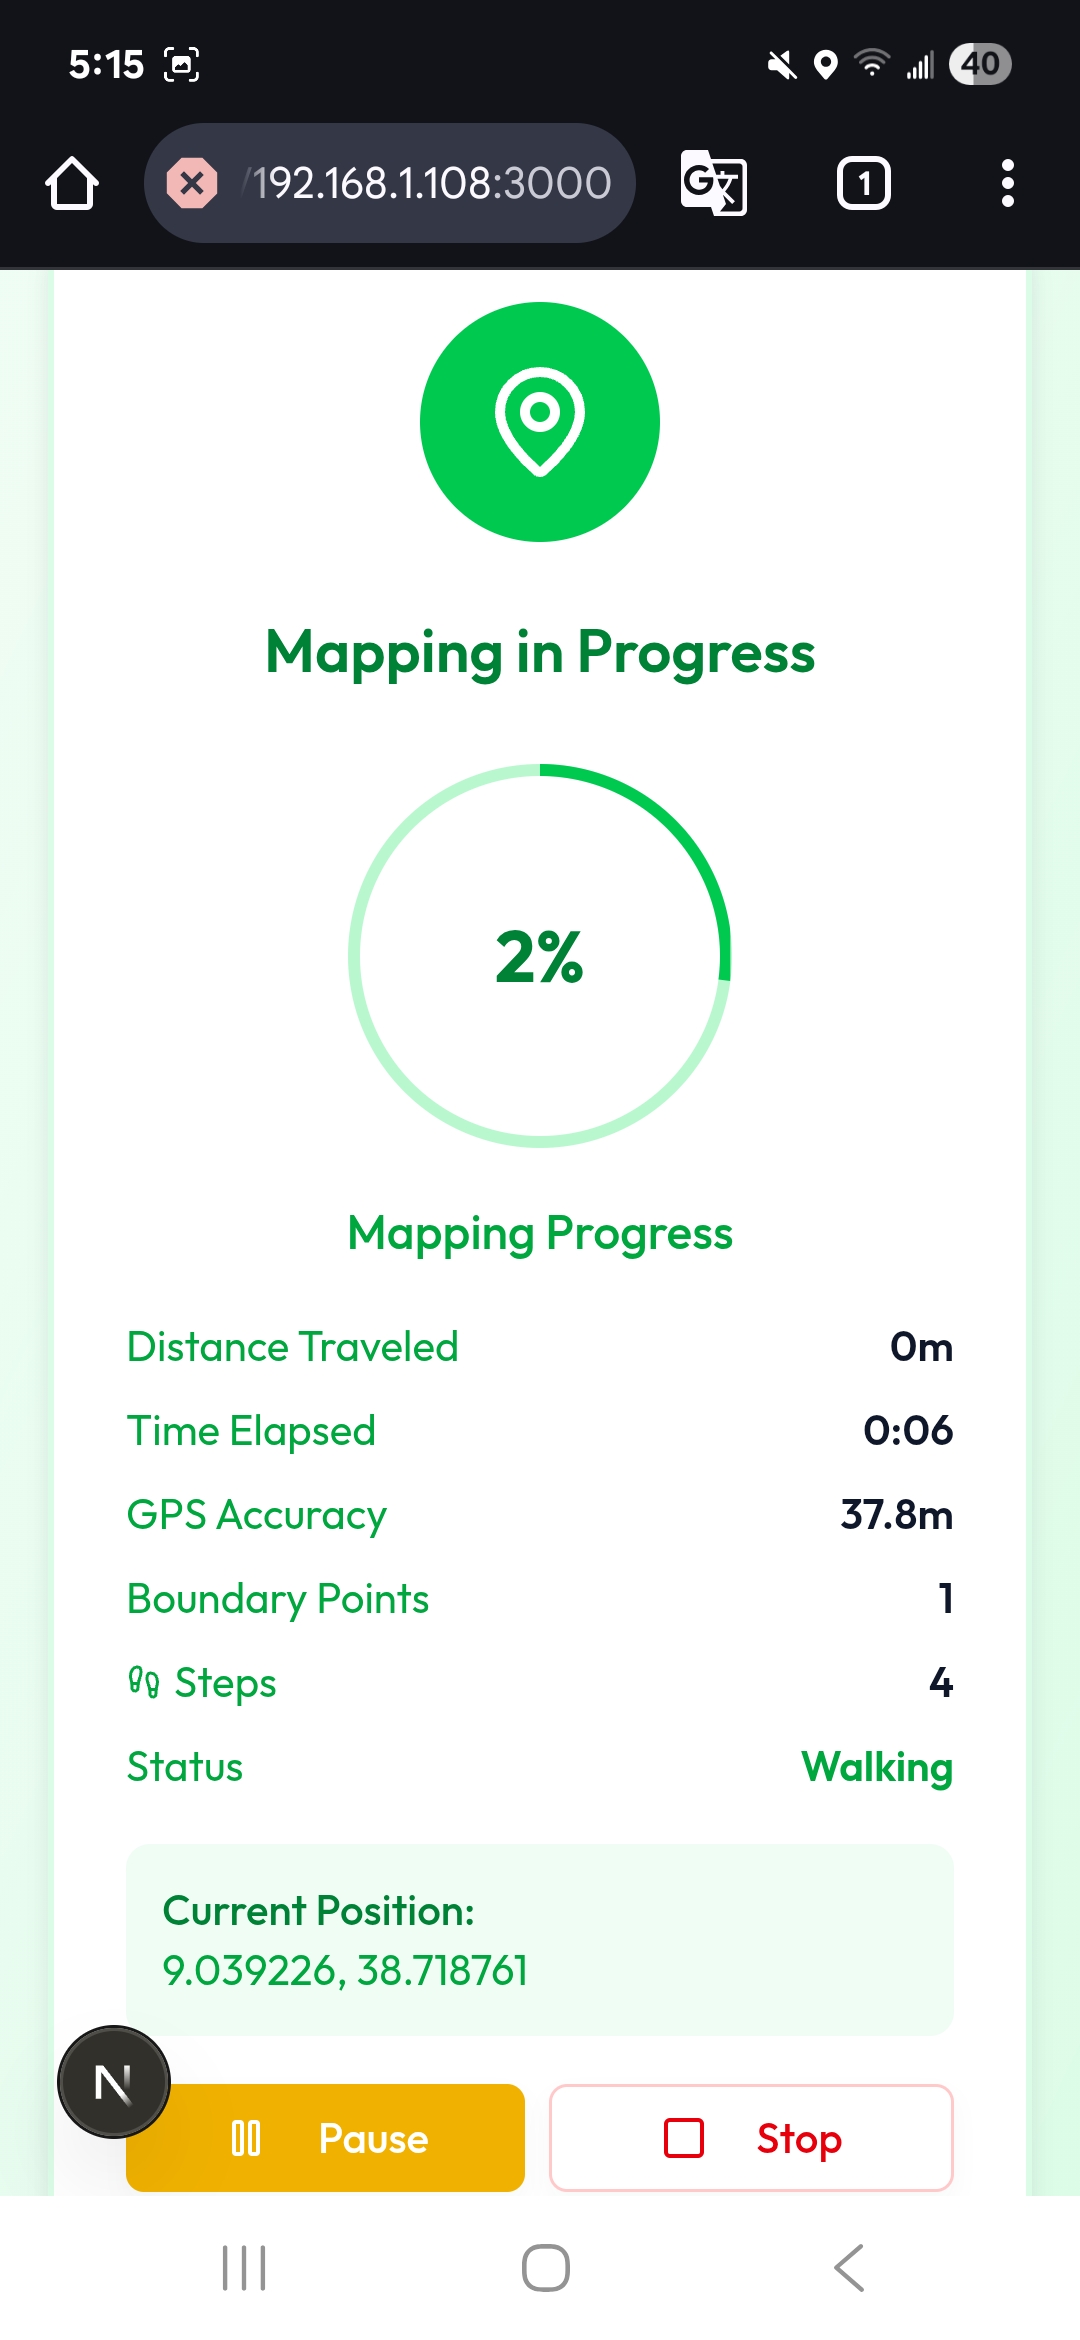 5:15 40
/192.168.1.108:3000 G文 1
Mapping in Progress
2%
Mapping Progress
Distance Traveled 0m
Time Elapsed 0:06
GPS Accuracy 37.8m
Boundary Points 1
Steps 4
Status Walking
Current Position:
9.039226, 38.718761
N
Pause Stop